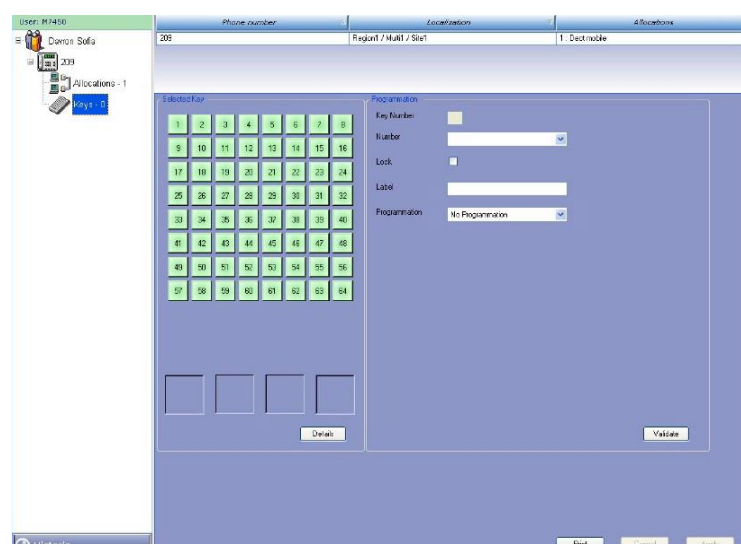 User: M7450
Phone number
Localization
Allocations
Davron Sofia
209
Allocations - 1
Keys - 0
209
Region1 / Multi1 / Site1
1 : Dect mobile
Selected Key
1 2 3 4 5 6 7 8
9 10 11 12 13 14 15 16
17 18 19 20 21 22 23 24
25 26 27 28 29 30 31 32
33 34 35 36 37 38 39 40
41 42 43 44 45 46 47 48
49 50 51 52 53 54 55 56
57 58 59 60 61 62 63 64
Details
Programmation
Key Number
Number
Lock
Label
Programmation
No Programmation
Validate
Print
Cancel